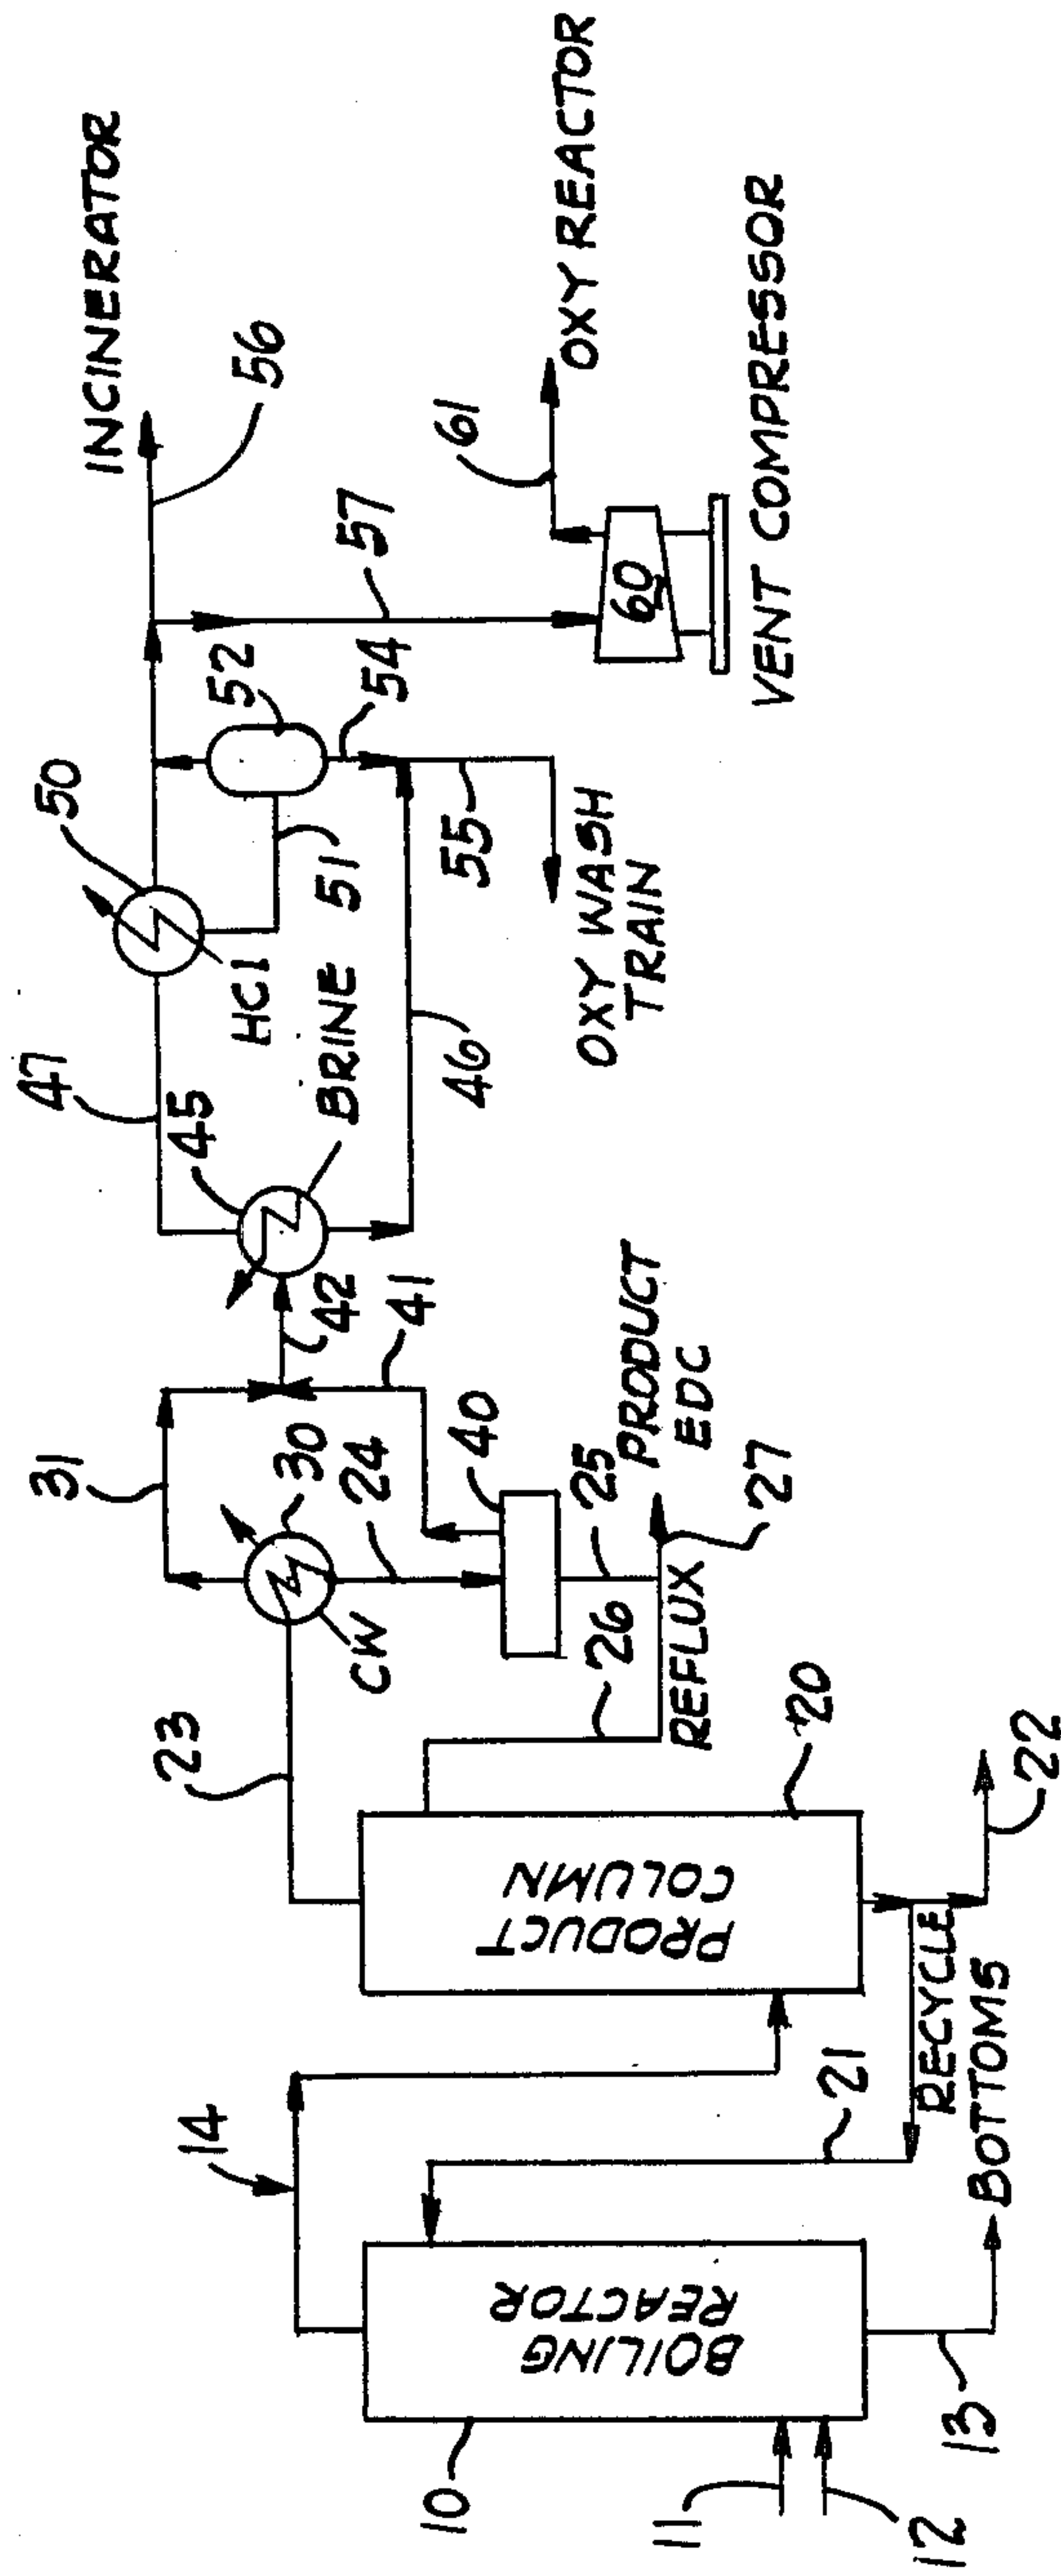 INCINERATOR
56
50
47
45
52
HCl
51
BRINE
57
54
61
OXY REACTOR
46
55
OXY WASH
TRAIN
60
VENT COMPRESSOR
31
30
42
41
23
CW
24
40
25
PRODUCT
EDC
26
REFLUX
27
14
PRODUCT
COLUMN
20
21
RECYCLE
22
BOILING
REACTOR
10
11
12
13
BOTTOMS